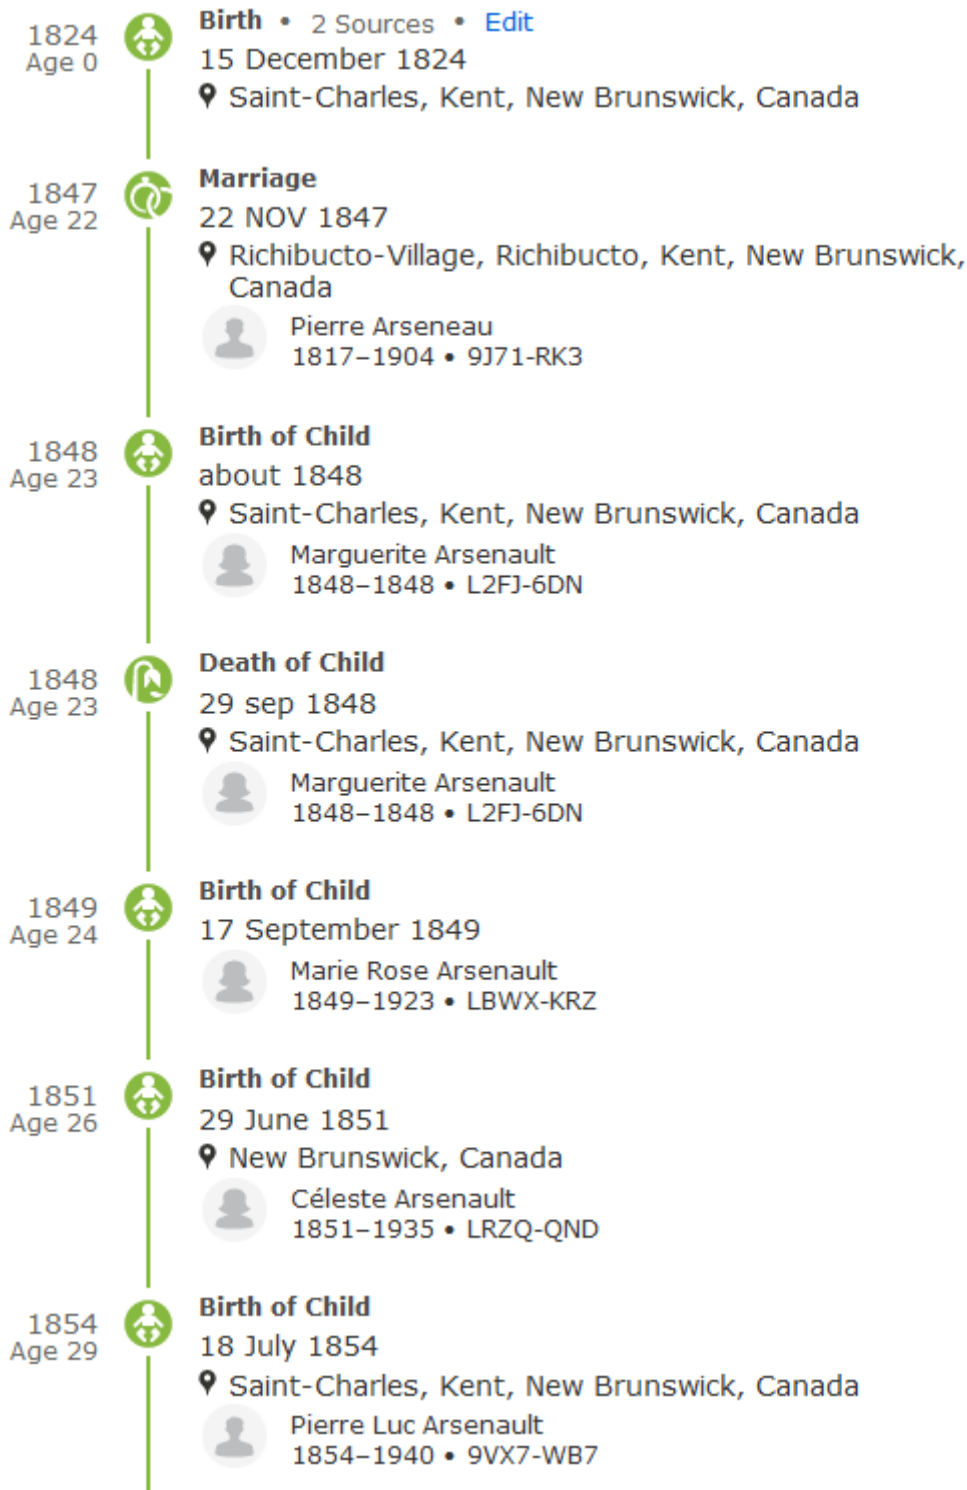 1824
Age 0
Birth • 2 Sources • Edit
15 December 1824
Saint-Charles, Kent, New Brunswick, Canada
1847
Age 22
Marriage
22 NOV 1847
Richibucto-Village, Richibucto, Kent, New Brunswick,
Canada
Pierre Arseneau
1817–1904 • 9J71-RK3
1848
Age 23
Birth of Child
about 1848
Saint-Charles, Kent, New Brunswick, Canada
Marguerite Arsenault
1848–1848 • L2FJ-6DN
1848
Age 23
Death of Child
29 sep 1848
Saint-Charles, Kent, New Brunswick, Canada
Marguerite Arsenault
1848–1848 • L2FJ-6DN
1849
Age 24
Birth of Child
17 September 1849
Marie Rose Arsenault
1849–1923 • LBWX-KRZ
1851
Age 26
Birth of Child
29 June 1851
New Brunswick, Canada
Céleste Arsenault
1851–1935 • LRZQ-QND
1854
Age 29
Birth of Child
18 July 1854
Saint-Charles, Kent, New Brunswick, Canada
Pierre Luc Arsenault
1854–1940 • 9VX7-WB7